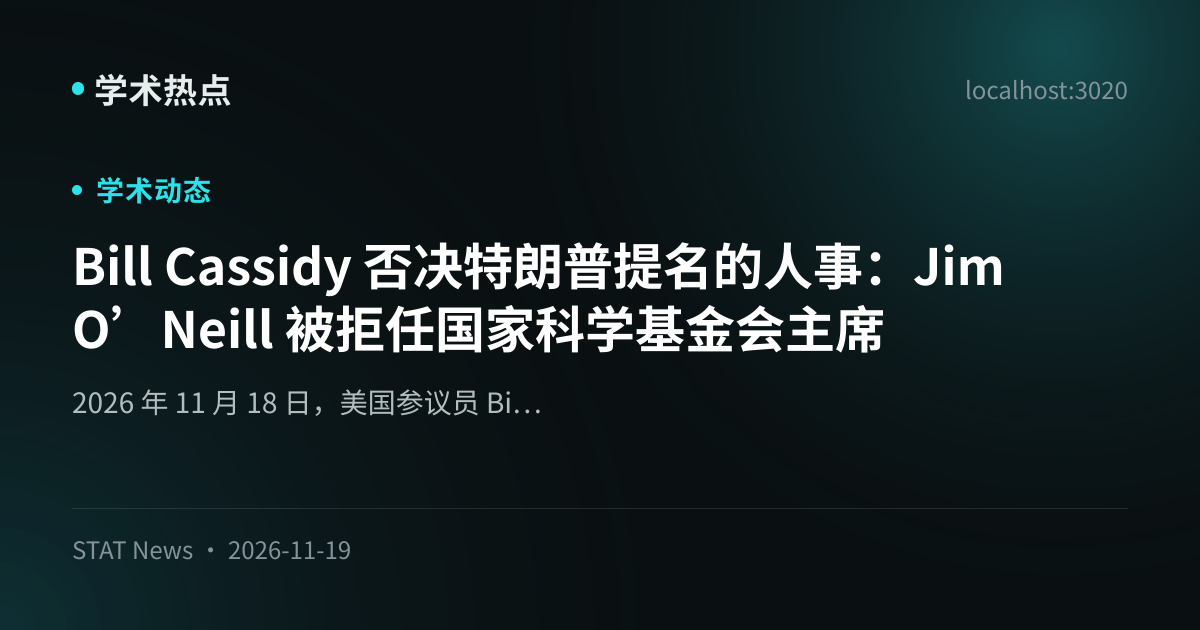 学术热点
localhost:3020
学术动态
Bill Cassidy 否决特朗普提名的人事：Jim
O’Neill 被拒任国家科学基金会主席
2026 年 11 月 18 日，美国参议员 Bi…
STAT News · 2026-11-19